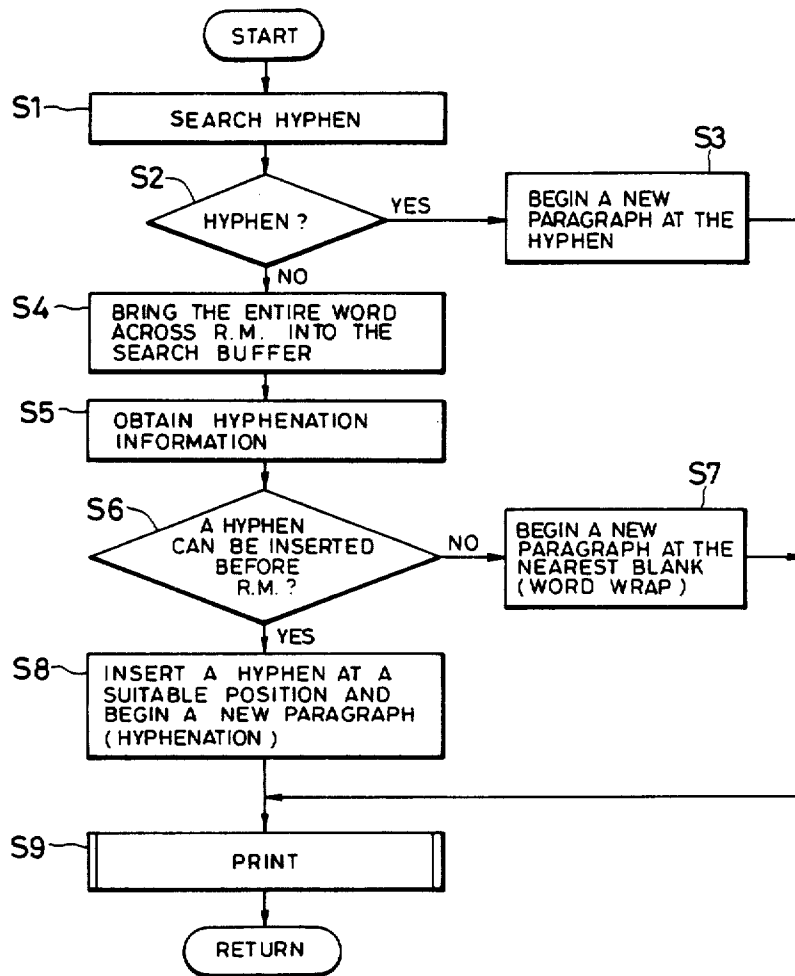 START
S1
SEARCH HYPHEN
S2
HYPHEN ?
YES
S3
BEGIN A NEW
PARAGRAPH AT THE
HYPHEN
NO
S4
BRING THE ENTIRE WORD
ACROSS R.M. INTO THE
SEARCH BUFFER
S5
OBTAIN HYPHENATION
INFORMATION
S6
A HYPHEN
CAN BE INSERTED
BEFORE
R.M. ?
NO
S7
BEGIN A NEW
PARAGRAPH AT THE
NEAREST BLANK
( WORD WRAP )
YES
S8
INSERT A HYPHEN AT A
SUITABLE POSITION AND
BEGIN A NEW PARAGRAPH
( HYPHENATION )
S9
PRINT
RETURN